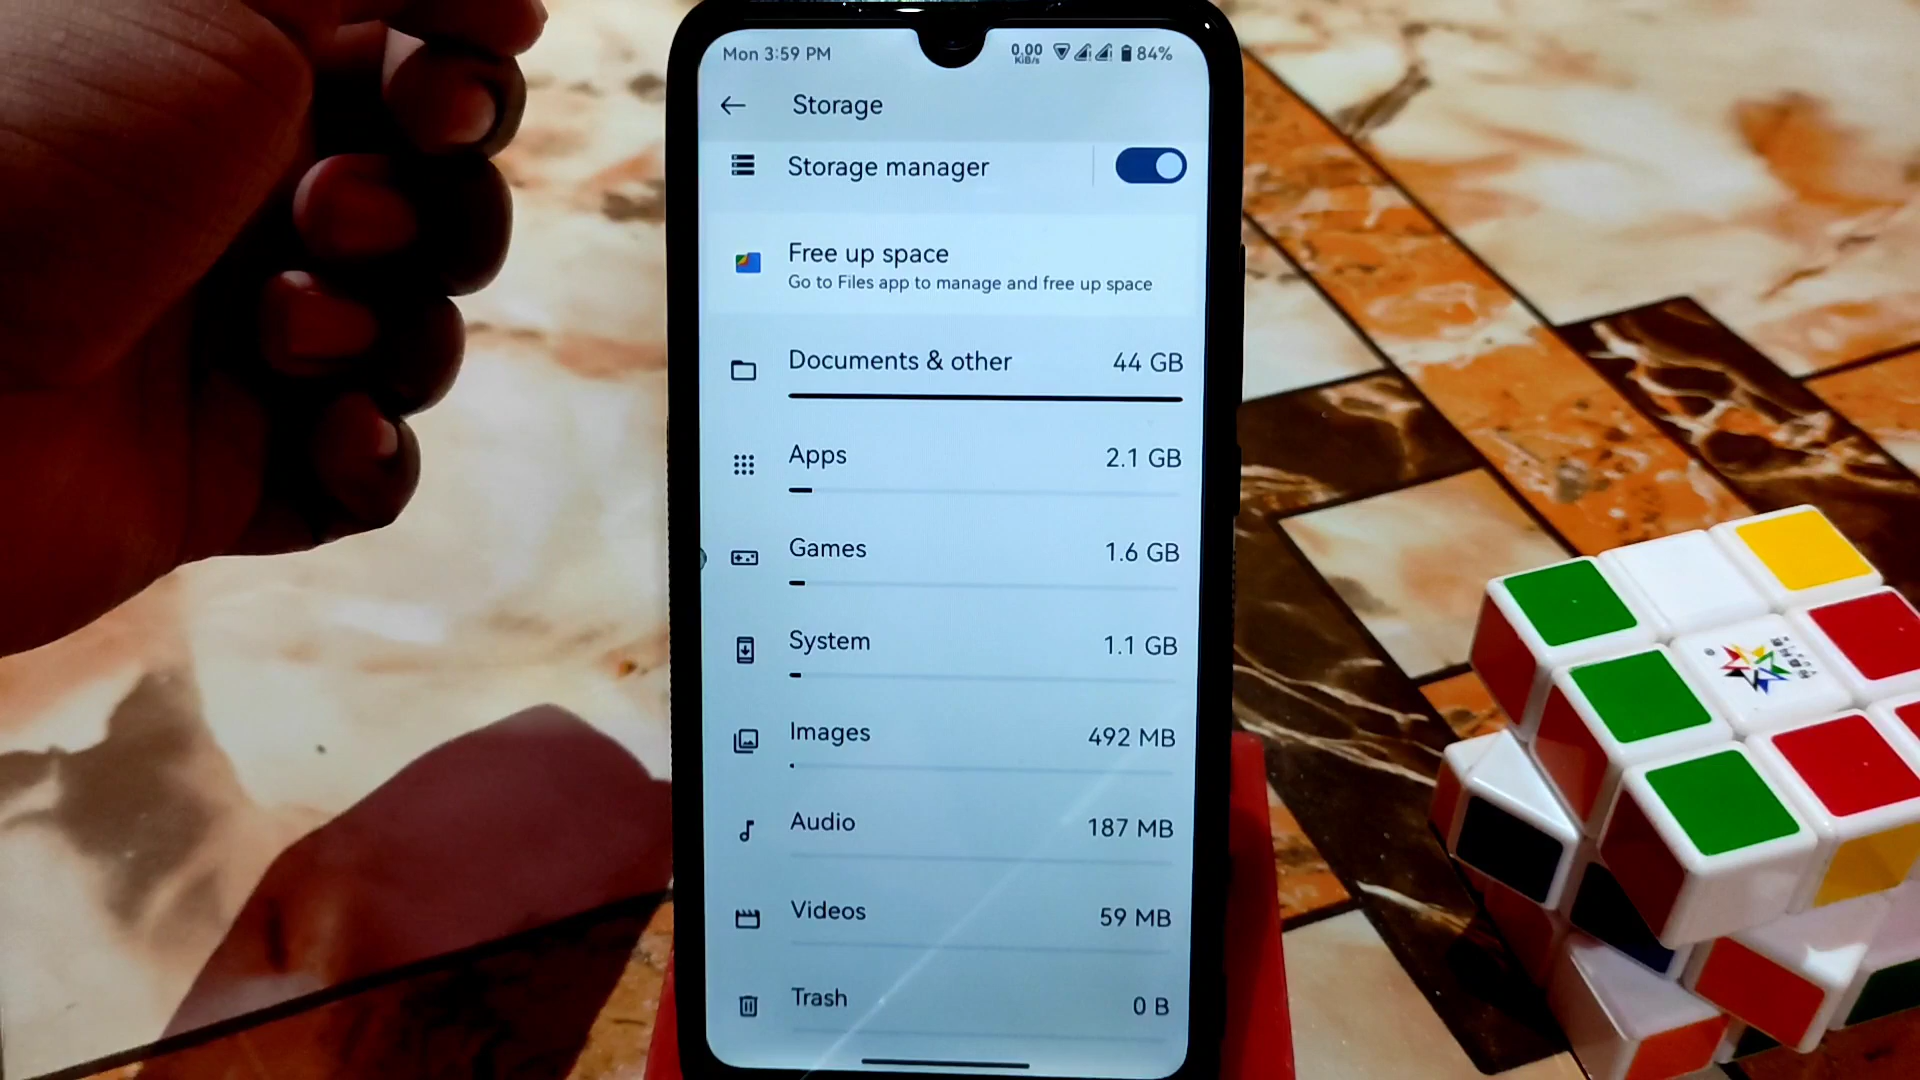 Mon 3:59 PM
0.00
KiB/s
84%
Storage
Storage manager
Free up space
Go to Files app to manage and free up space
Documents & other
44 GB
Apps
2.1 GB
Games
1.6 GB
System
1.1 GB
Images
492 MB
Audio
187 MB
Videos
59 MB
Trash
0 B